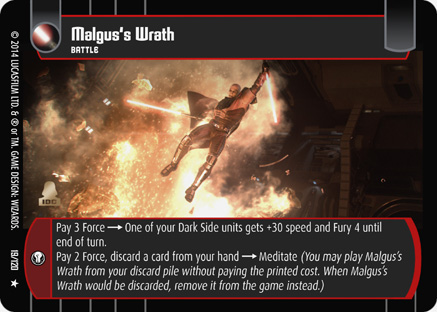 Malgus's Wrath
BATTLE
© 2014 LUCASFILM LTD. & ® or TM. GAME DESIGN: WIZARDS.
IDC
Pay 3 Force → One of your Dark Side units gets +30 speed and Fury 4 until
end of turn.
Pay 2 Force, discard a card from your hand → Meditate (You may play Malgus's
Wrath from your discard pile without paying the printed cost. When Malgus's
Wrath would be discarded, remove it from the game instead.)
19/120
★